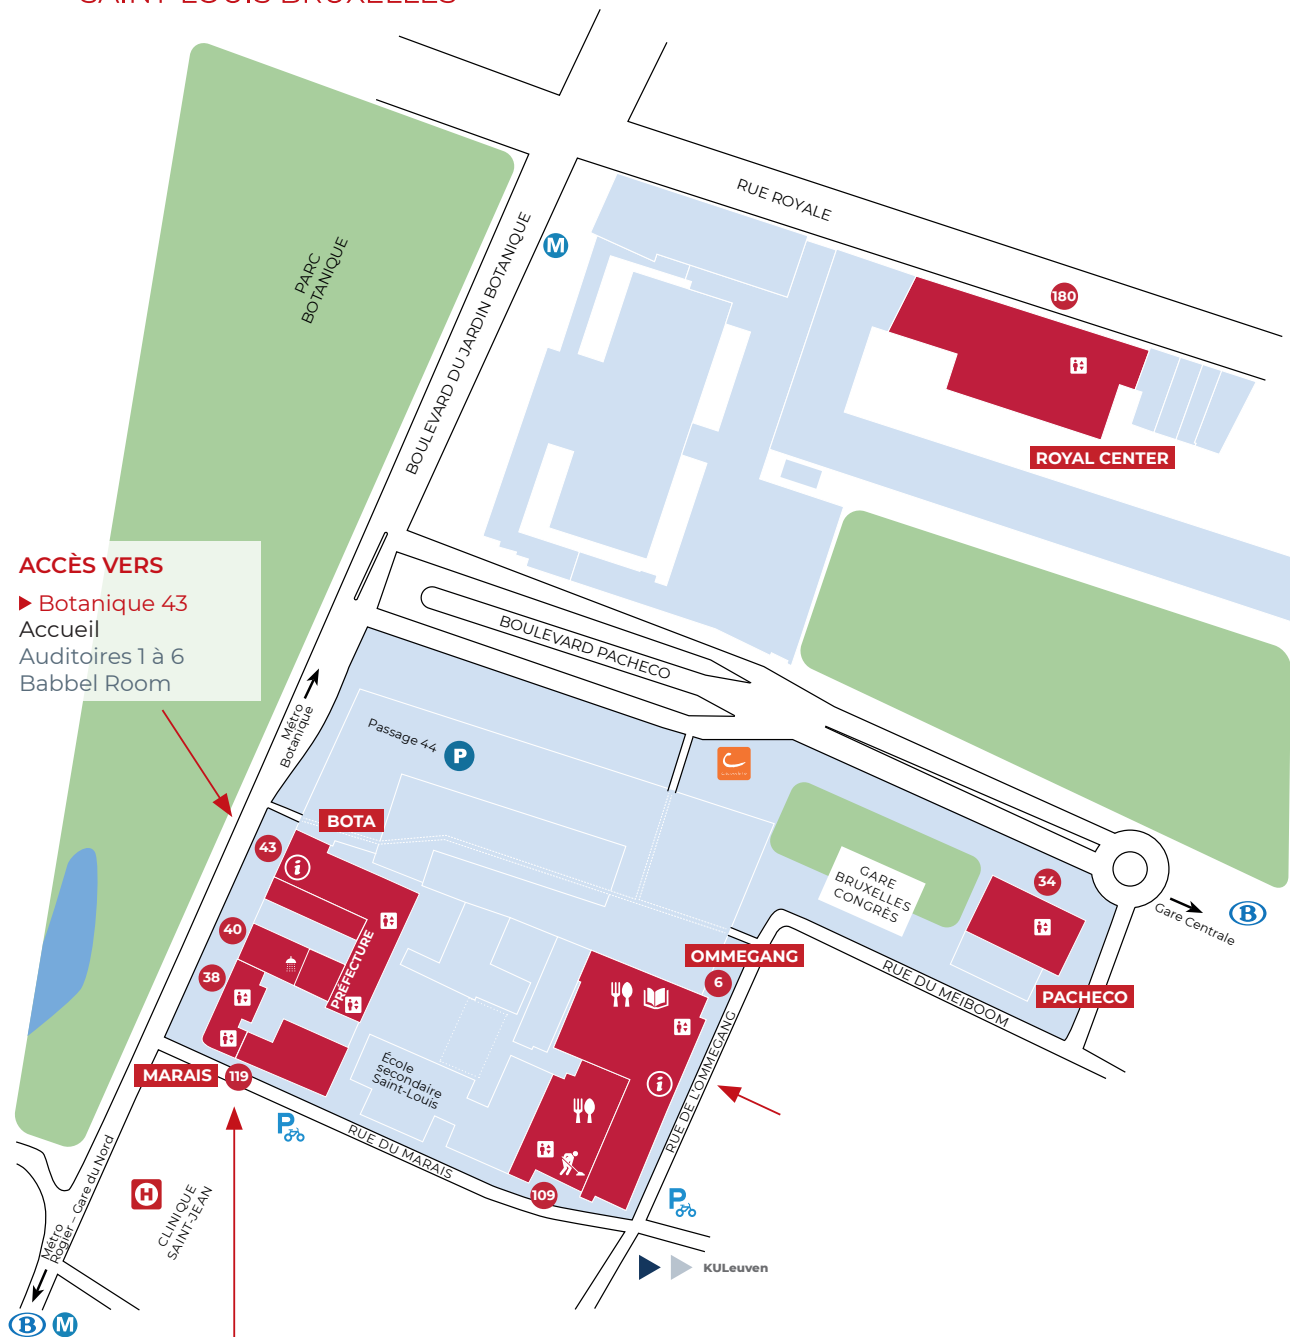 SAINT-LOUIS BRUXELLES
RUE ROYALE
BOULEVARD DU JARDIN BOTANIQUE
M
PARC
BOTANIQUE
180
ROYAL CENTER
ACCÈS VERS
Botanique 43
Accueil
Auditoires 1 à 6
Babbel Room
BOULEVARD PACHECO
Métro
Botanique
Passage 44
P
BOTA
43
i
40
38
PRÉFECTURE
GARE
BRUXELLES
CONGRÈS
34
Gare Centrale
B
OMMEGANG
6
RUE DU MEIBOOM
PACHECO
MARAIS
119
École
secondaire
Saint-Louis
i
RUE DE L'OMMEGANG
P
RUE DU MARAIS
109
P
H
CLINIQUE
SAINT-JEAN
Métro
Rogier – Gare du Nord
KULeuven
B
M